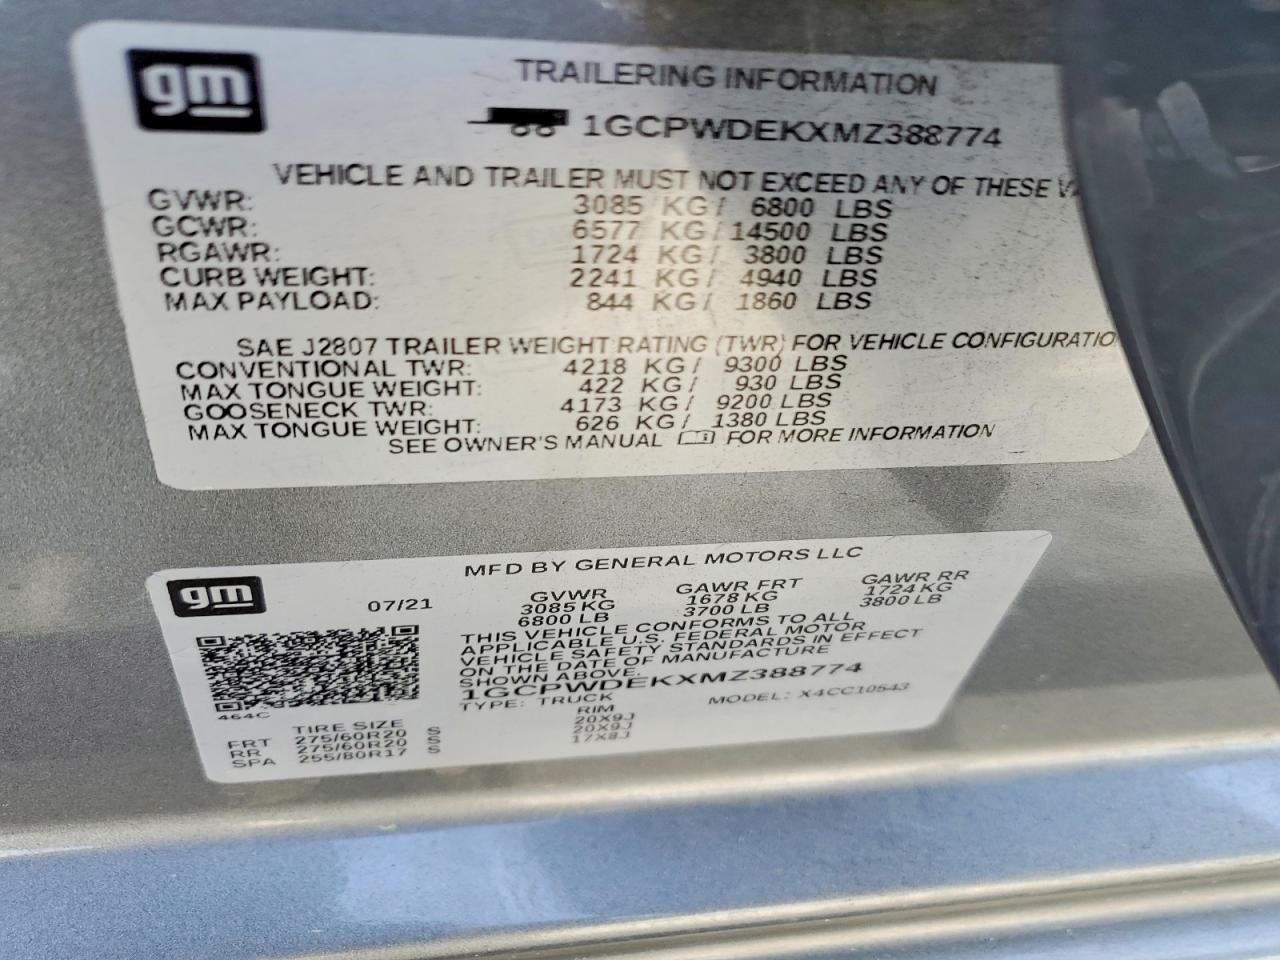 gm
TRAILERING INFORMATION
1GCPWDEKXMZ388774
VEHICLE AND TRAILER MUST NOT EXCEED ANY OF THESE
GVWR: 3085 KG/ 6800 LBS
GCWR: 6577 KG/ 14500 LBS
RGAWR: 1724 KG/ 3800 LBS
CURB WEIGHT: 2241 KG/ 4940 LBS
MAX PAYLOAD: 844 KG/ 1860 LBS
SAE J2807 TRAILER WEIGHT RATING (TWR) FOR VEHICLE CONFIGURATIO
CONVENTIONAL TWR: 4218 KG/ 9300 LBS
MAX TONGUE WEIGHT: 422 KG/ 930 LBS
GOOSENECK TWR: 4173 KG/ 9200 LBS
MAX TONGUE WEIGHT: 626 KG/ 1380 LBS
SEE OWNER'S MANUAL FOR MORE INFORMATION
gm
MFD BY GENERAL MOTORS LLC
07/21 GVWR GAWR FRT GAWR RR
3085 KG 1678 KG 1724 KG
6800 LB 3700 LB 3800 LB
THIS VEHICLE CONFORMS TO ALL
APPLICABLE U.S. FEDERAL MOTOR
VEHICLE SAFETY STANDARDS IN EFFECT
ON THE DATE OF MANUFACTURE
SHOWN ABOVE.
1GCPWDEKXMZ388774
464C TYPE: TRUCK MODEL: X4CC10543
TIRE SIZE RIM
FRT 275/60R20 S 20X9J
RR 275/60R20 S 20X9J
SPA 255/80R17 S 17X8J